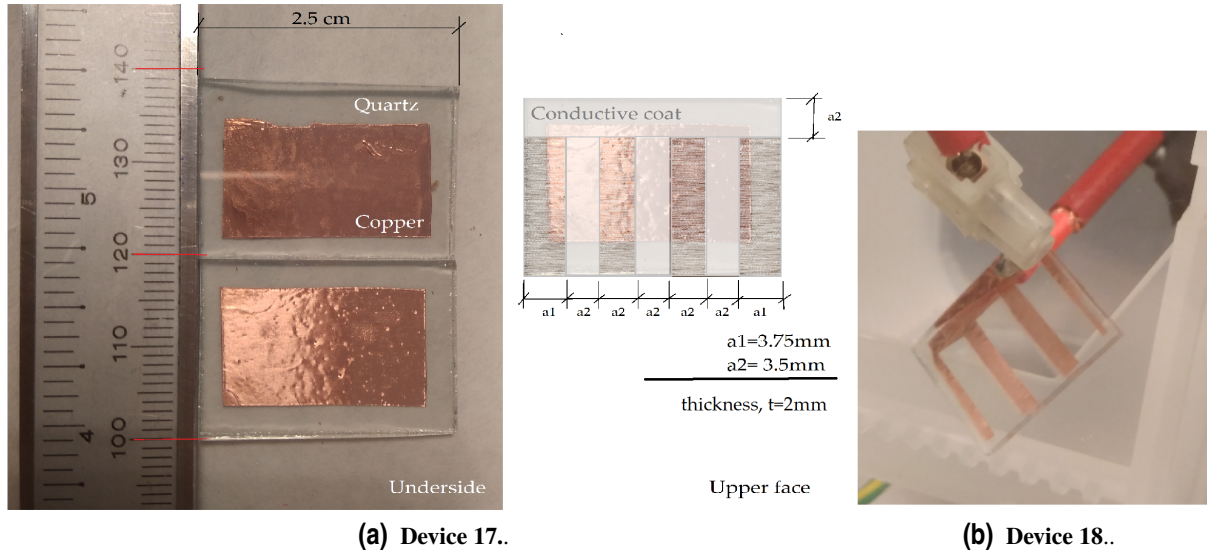 2.5 cm
140
Quartz
130
5
Copper
120
110
4
100
Underside
Conductive coat
a2
a1 a2 a2 a2 a2 a2 a1
a1=3.75mm
a2= 3.5mm
thickness, t=2mm
Upper face
(a) Device 17..
(b) Device 18..